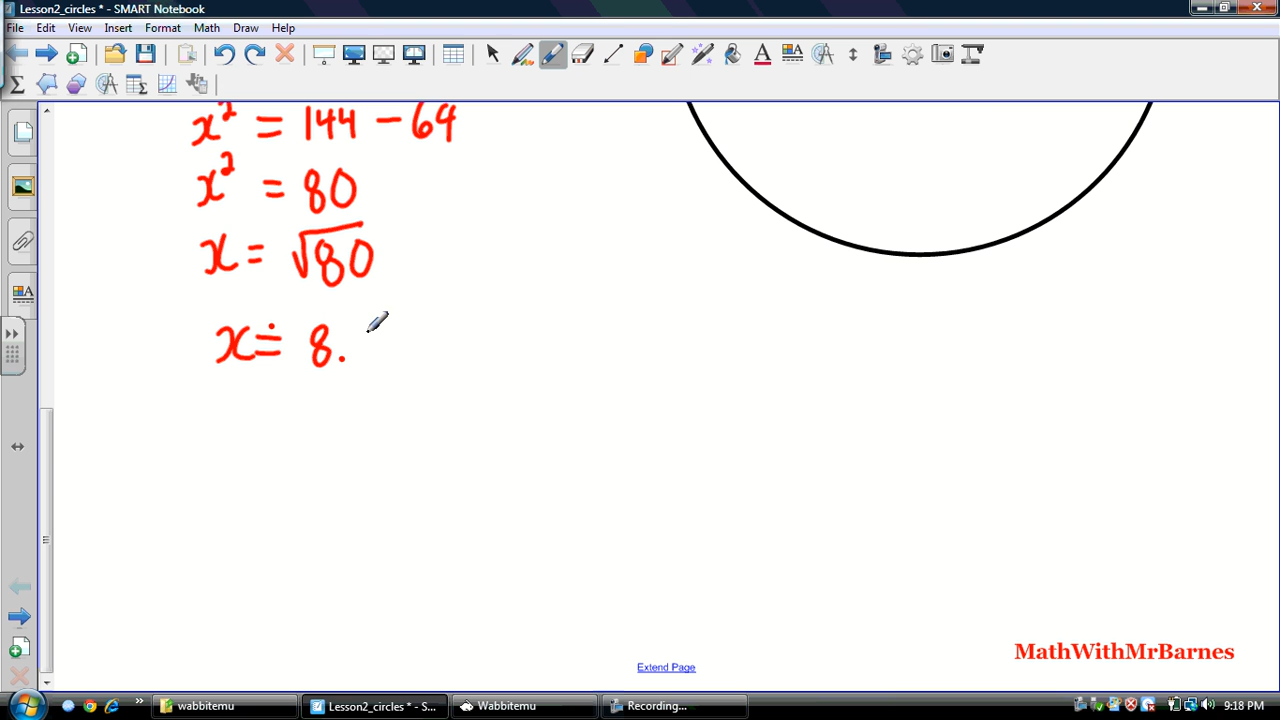 Lesson2_circles * - SMART Notebook
File Edit View Insert Format Math Draw Help
x² = 144 - 64
x² = 80
x = √80
x ≐ 8.
MathWithMrBarnes
Extend Page
wabbitemu
Lesson2_circles * - S...
Wabbitemu
Recording...
9:18 PM